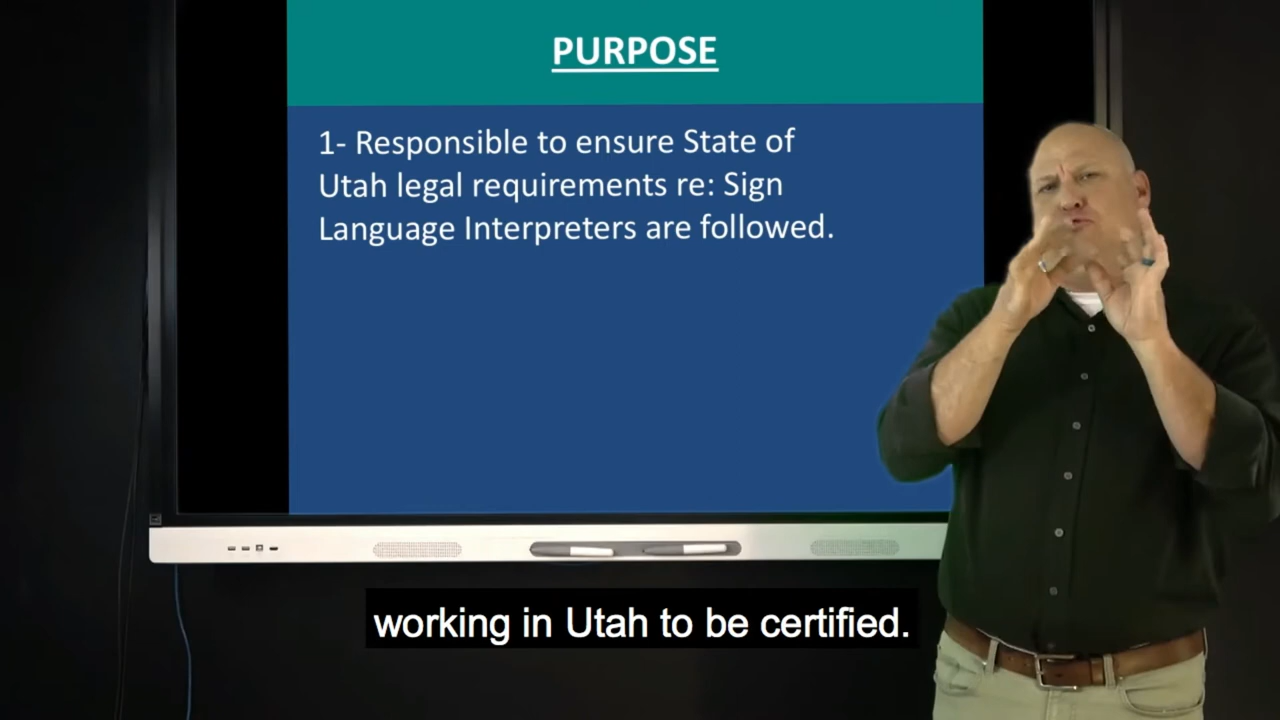 PURPOSE
1- Responsible to ensure State of
Utah legal requirements re: Sign
Language Interpreters are followed.
working in Utah to be certified.